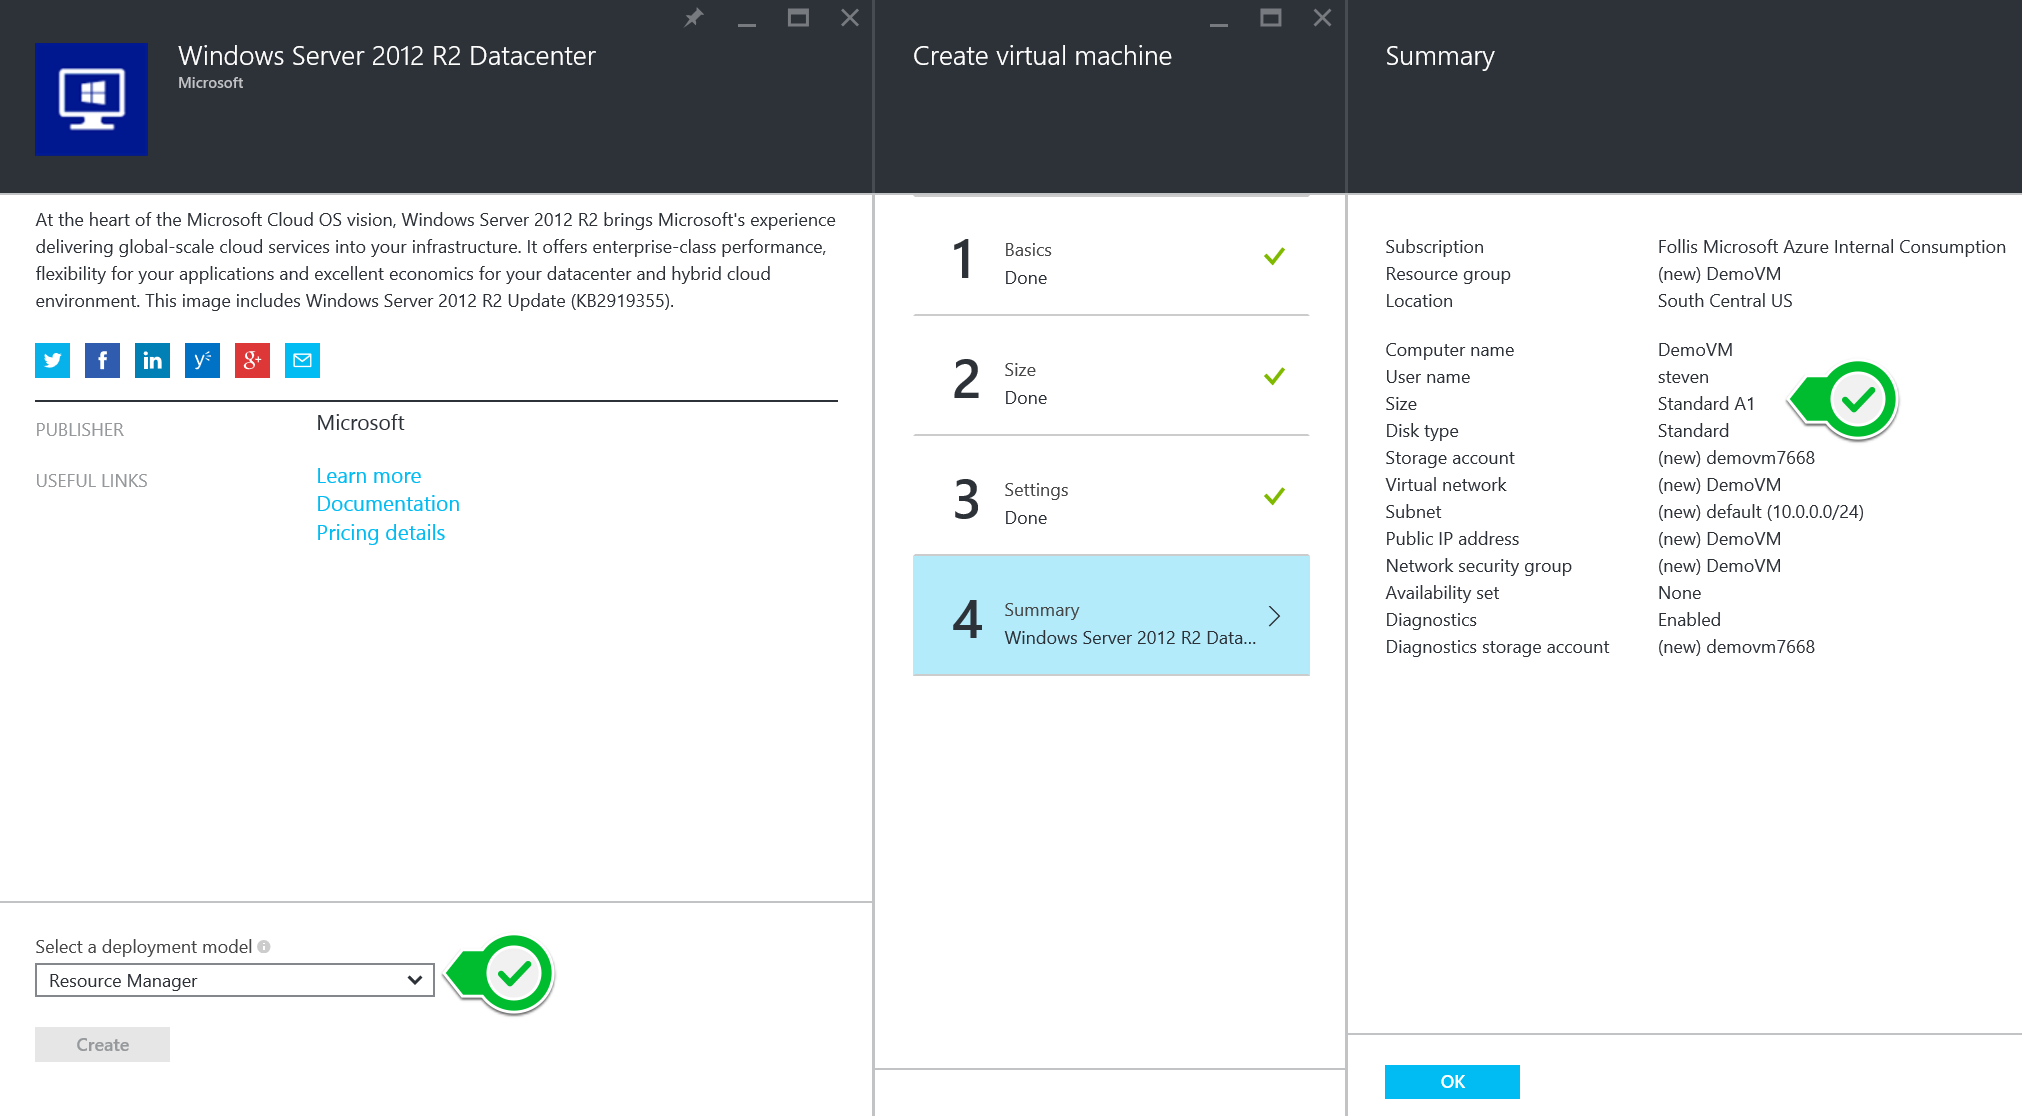 Windows Server 2012 R2 Datacenter
Microsoft
At the heart of the Microsoft Cloud OS vision, Windows Server 2012 R2 brings Microsoft's experience
delivering global-scale cloud services into your infrastructure. It offers enterprise-class performance,
flexibility for your applications and excellent economics for your datacenter and hybrid cloud
environment. This image includes Windows Server 2012 R2 Update (KB2919355).
f in y g+
PUBLISHER Microsoft
USEFUL LINKS Learn more
Documentation
Pricing details
Select a deployment model
Resource Manager
Create
Create virtual machine
1 Basics
Done
2 Size
Done
3 Settings
Done
4 Summary
Windows Server 2012 R2 Data...
Summary
Subscription Follis Microsoft Azure Internal Consumption
Resource group (new) DemoVM
Location South Central US
Computer name DemoVM
User name steven
Size Standard A1
Disk type Standard
Storage account (new) demovm7668
Virtual network (new) DemoVM
Subnet (new) default (10.0.0.0/24)
Public IP address (new) DemoVM
Network security group (new) DemoVM
Availability set None
Diagnostics Enabled
Diagnostics storage account (new) demovm7668
OK